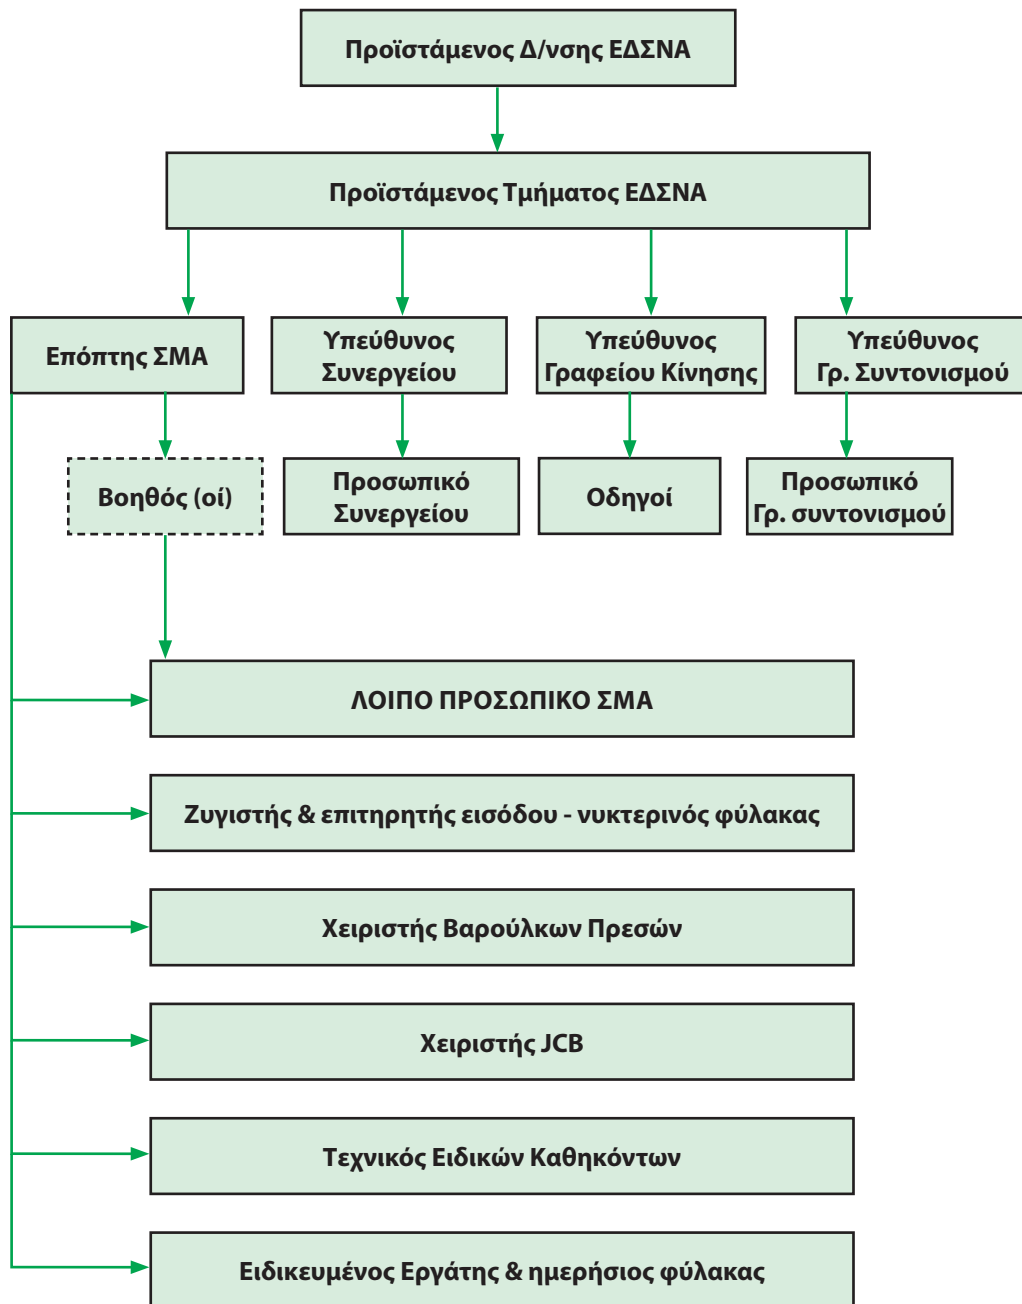 Προϊστάμενος Δ/νσης ΕΔΣΝΑ
Προϊστάμενος Τμήματος ΕΔΣΝΑ
Επόπτης ΣΜΑ
Υπεύθυνος
Συνεργείου
Υπεύθυνος
Γραφείου Κίνησης
Υπεύθυνος
Γρ. Συντονισμού
Βοηθός (οί)
Προσωπικό
Συνεργείου
Οδηγοί
Προσωπικό
Γρ. συντονισμού
ΛΟΙΠΟ ΠΡΟΣΩΠΙΚΟ ΣΜΑ
Ζυγιστής & επιτηρητής εισόδου - νυκτερινός φύλακας
Χειριστής Βαρούλκων Πρεσών
Χειριστής JCB
Τεχνικός Ειδικών Καθηκόντων
Ειδικευμένος Εργάτης & ημερήσιος φύλακας